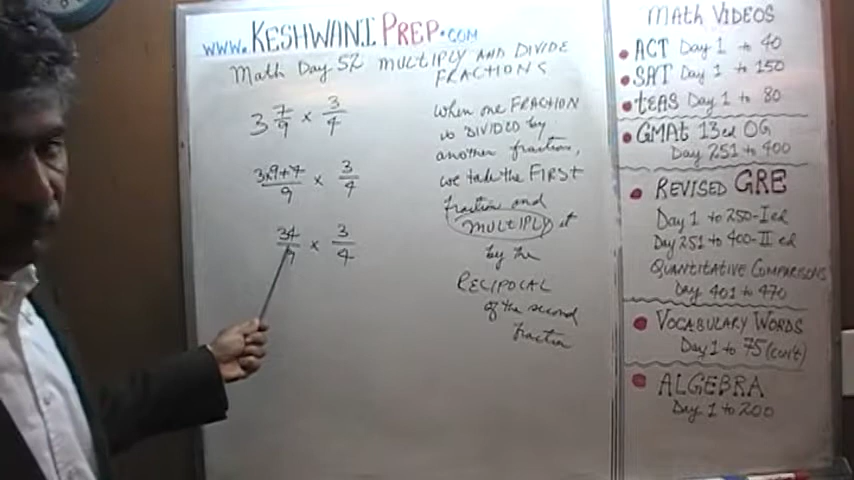 www.KESHWANI PREP.COM
Math Day 52 MULTIPLY AND DIVIDE
FRACTIONS
3 7/9 x 3/4
3x9+7/9 x 3/4
34/9 x 3/4
When one FRACTION
is DIVIDED by
another fraction,
we take the FIRST
fraction and
MULTIPLY it
by the
RECIPOCAL
of the second
fraction
Math VIDEOS
ACT Day 1 to 40
SAT Day 1 to 150
tEAS Day 1 to 80
GMAt 13 ed OG
Day 251 to 400
REVISED GRE
Day 1 to 250-I ed
Day 251 to 400-II ed
QUANTITATIVE COMPARISONS
Day 401 to 470
VOCABULARY WORDS
Day 1 to 75 (con't)
ALGEBRA
Day 1 to 200